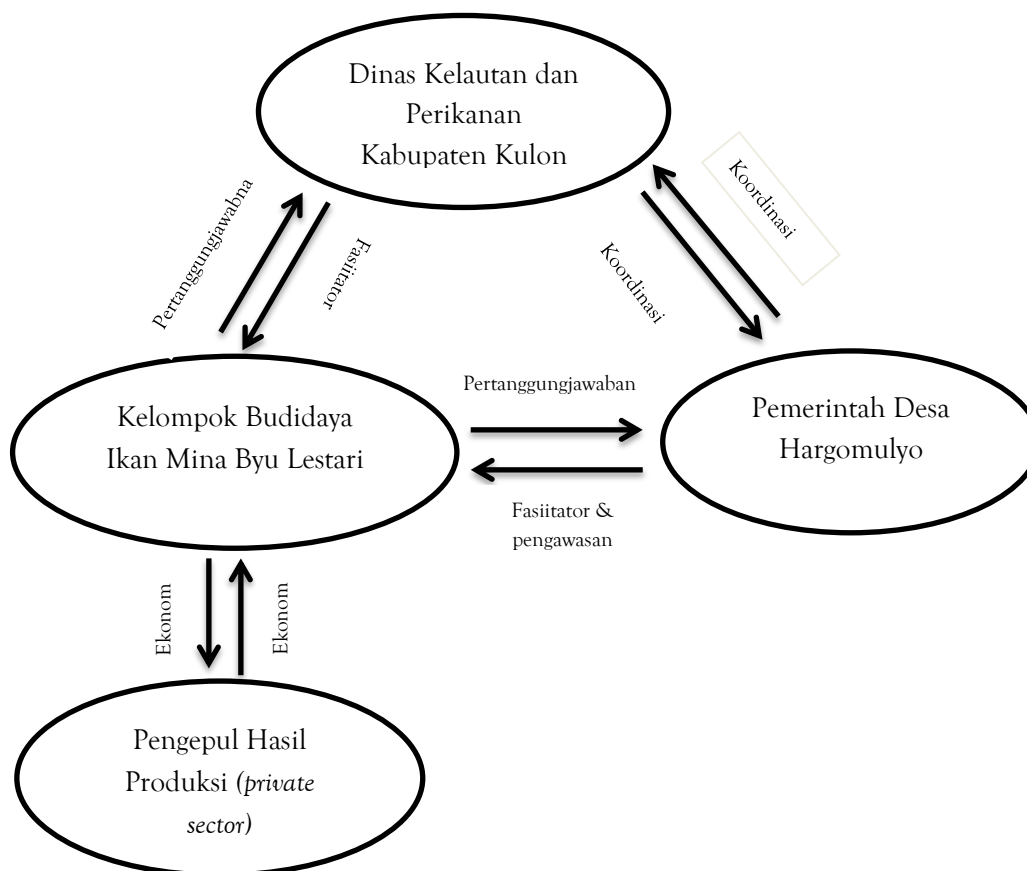 Dinas Kelautan dan
Perikanan
Kabupaten Kulon
Pertanggungjawabna
Fasiitator
Koordinasi
Koordinasi
Kelompok Budidaya
Ikan Mina Byu Lestari
Pertanggungjawaban
Fasiitator &
pengawasan
Pemerintah Desa
Hargomulyo
Ekonom
Ekonom
Pengepul Hasil
Produksi (private
sector)